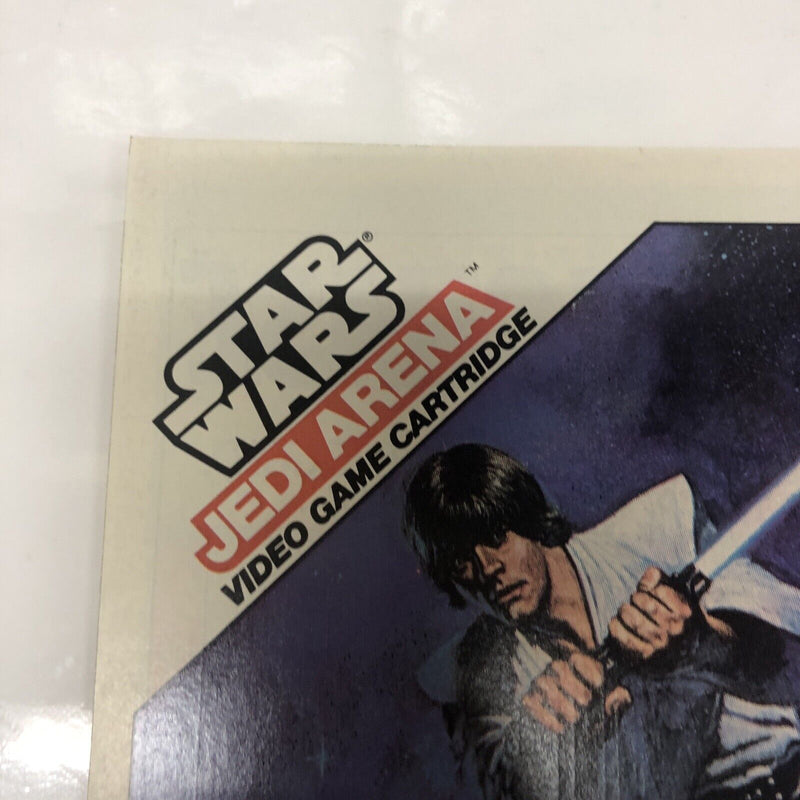 STAR®
WARS
JEDI ARENA™
VIDEO GAME CARTRIDGE